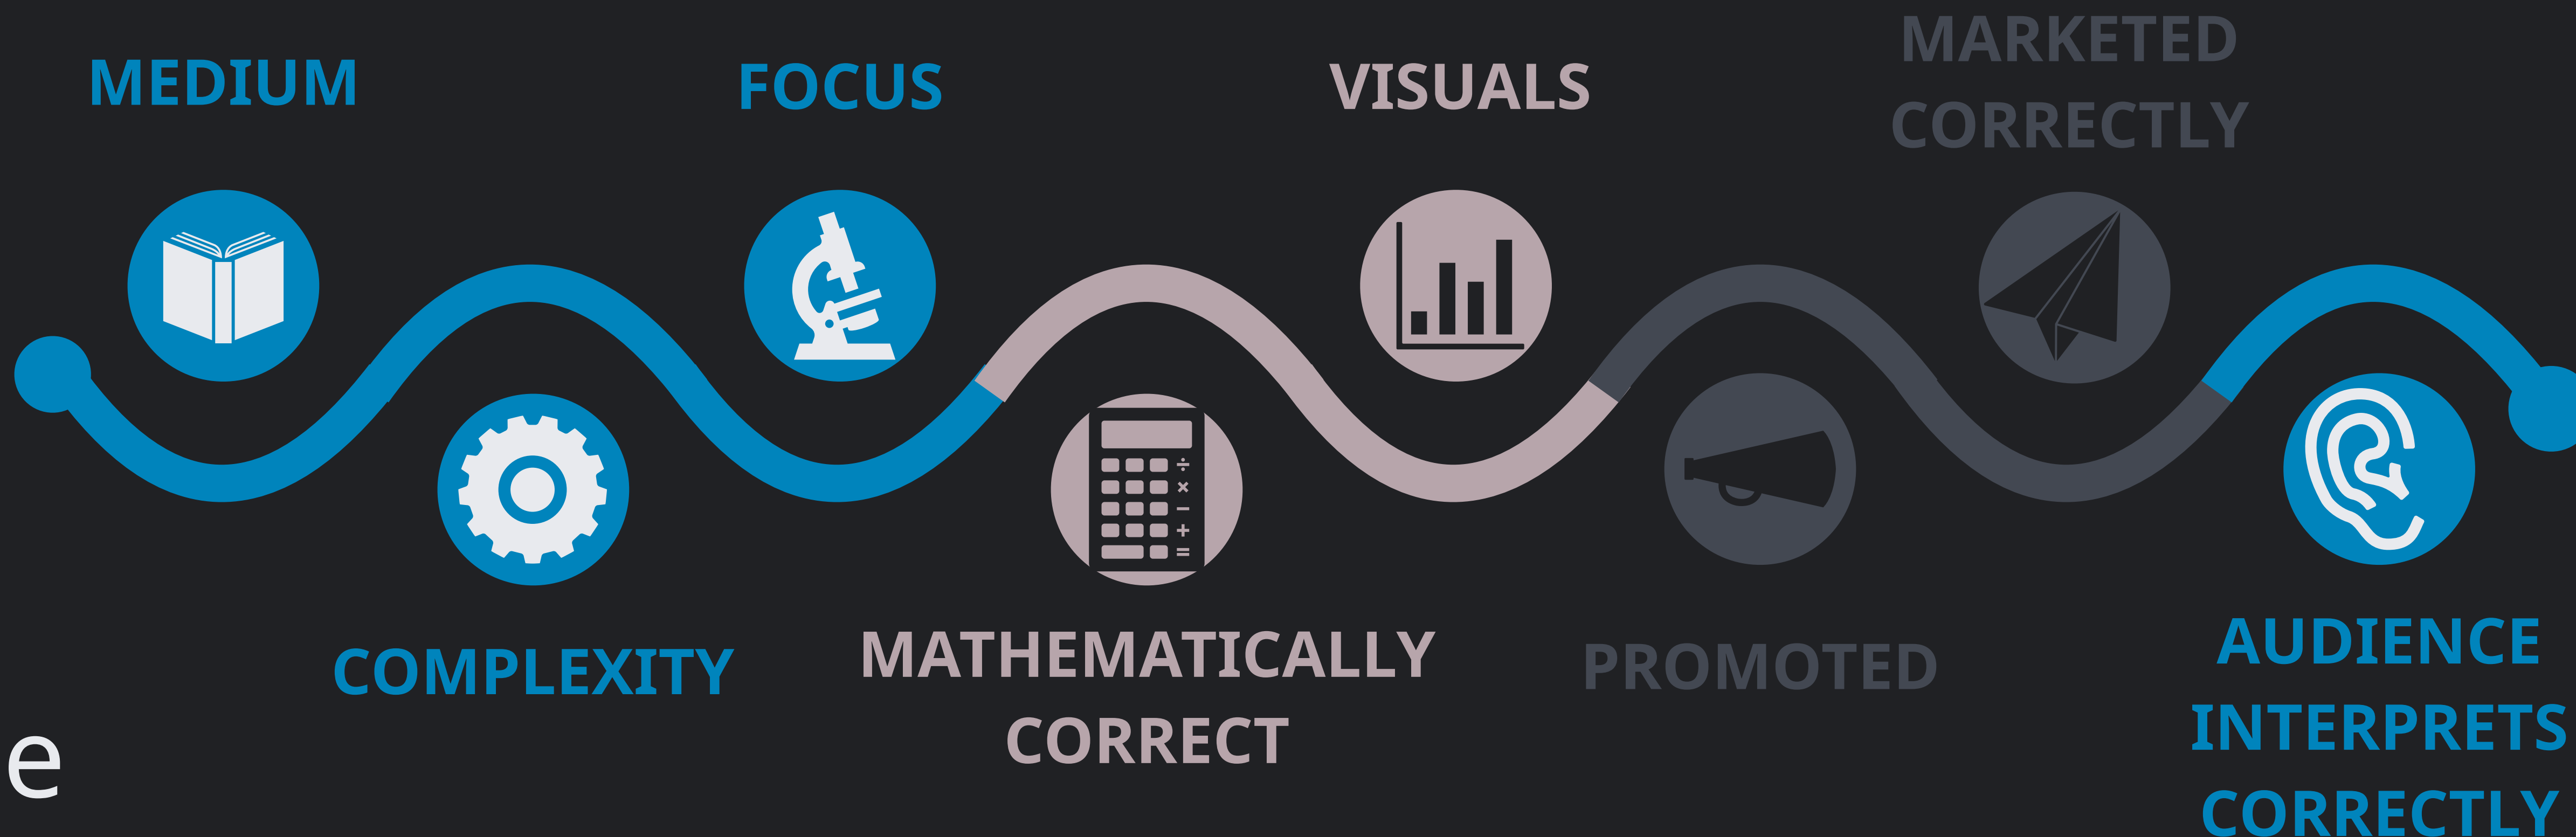 MEDIUM
COMPLEXITY
FOCUS
MATHEMATICALLY
CORRECT
VISUALS
PROMOTED
MARKETED
CORRECTLY
AUDIENCE
INTERPRETS
CORRECTLY
e
÷
×
−
+
=